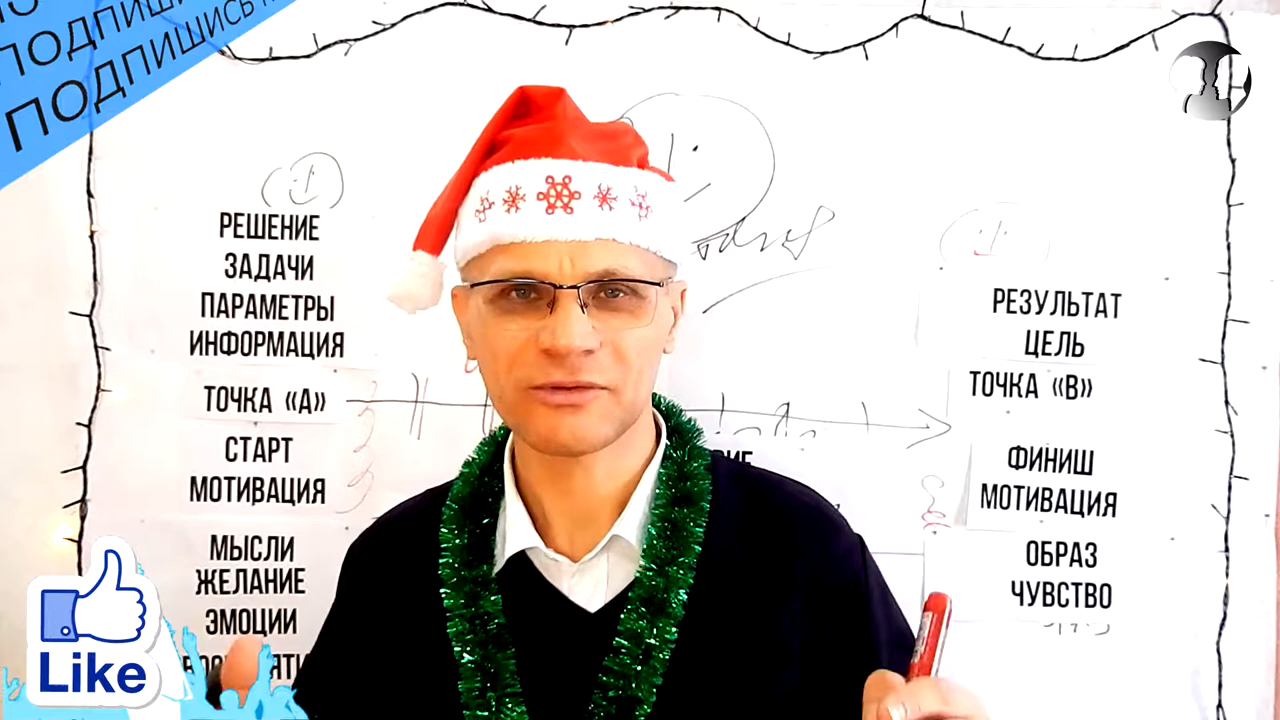 ПОДПИШИСЬ
РЕШЕНИЕ
ЗАДАЧИ
ПАРАМЕТРЫ
ИНФОРМАЦИЯ
ТОЧКА «А»
СТАРТ
МОТИВАЦИЯ
МЫСЛИ
ЖЕЛАНИЕ
ЭМОЦИИ
РЕЗУЛЬТАТ
ЦЕЛЬ
ТОЧКА «В»
ФИНИШ
МОТИВАЦИЯ
ОБРАЗ
ЧУВСТВО
Like